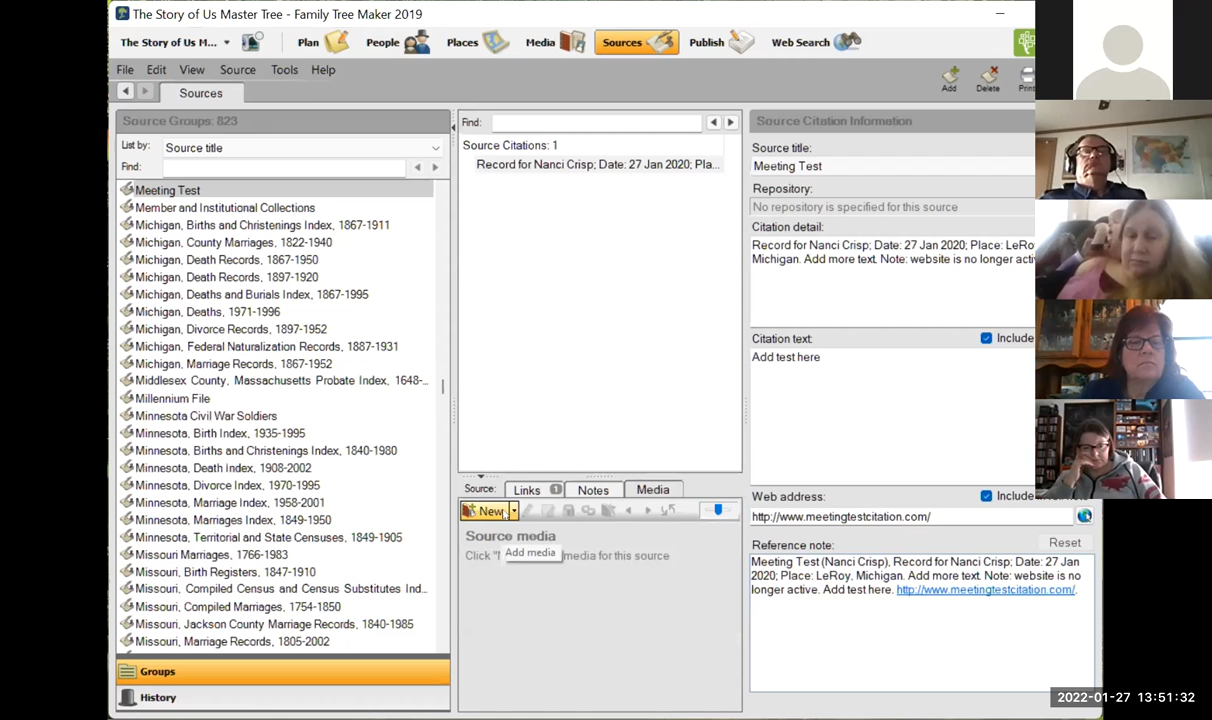 The Story of Us Master Tree - Family Tree Maker 2019
The Story of Us M...
Plan
People
Places
Media
Sources
Publish
Web Search
File Edit View Source Tools Help
Add
Delete
Sources
Source Groups: 823
List by: Source title
Find:
Meeting Test
Member and Institutional Collections
Michigan, Births and Christenings Index, 1867-1911
Michigan, County Marriages, 1822-1940
Michigan, Death Records, 1867-1950
Michigan, Death Records, 1897-1920
Michigan, Deaths and Burials Index, 1867-1995
Michigan, Deaths, 1971-1996
Michigan, Divorce Records, 1897-1952
Michigan, Federal Naturalization Records, 1887-1931
Michigan, Marriage Records, 1867-1952
Middlesex County, Massachusetts Probate Index, 1648-...
Millennium File
Minnesota Civil War Soldiers
Minnesota, Birth Index, 1935-1995
Minnesota, Births and Christenings Index, 1840-1980
Minnesota, Death Index, 1908-2002
Minnesota, Divorce Index, 1970-1995
Minnesota, Marriage Index, 1958-2001
Minnesota, Marriages Index, 1849-1950
Minnesota, Territorial and State Censuses, 1849-1905
Missouri Marriages, 1766-1983
Missouri, Birth Registers, 1847-1910
Missouri, Compiled Census and Census Substitutes Ind...
Missouri, Compiled Marriages, 1754-1850
Missouri, Jackson County Marriage Records, 1840-1985
Missouri, Marriage Records, 1805-2002
Groups
History
Find:
Source Citations: 1
Record for Nanci Crisp; Date: 27 Jan 2020; Pla...
Source: Links 1 Notes Media
New
Source media
Click "N
media for this source
Add media
Source Citation Information
Source title:
Meeting Test
Repository:
No repository is specified for this source
Citation detail:
Record for Nanci Crisp; Date: 27 Jan 2020; Place: LeRo
Michigan. Add more text. Note: website is no longer acti
Citation text: Include
Add test here
Web address: Include
http://www.meetingtestcitation.com/
Reference note: Reset
Meeting Test (Nanci Crisp), Record for Nanci Crisp; Date: 27 Jan
2020; Place: LeRoy, Michigan. Add more text. Note: website is no
longer active. Add test here. http://www.meetingtestcitation.com/.
2022-01-27 13:51:32